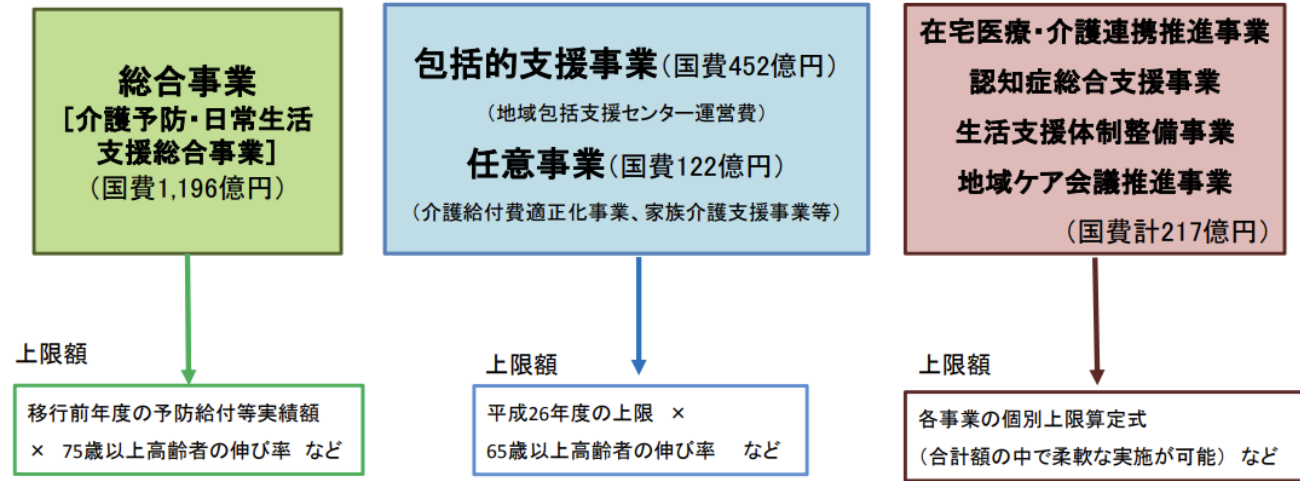 総合事業
[介護予防・日常生活
支援総合事業]
（国費1,196億円）
包括的支援事業（国費452億円）
（地域包括支援センター運営費）
任意事業（国費122億円）
（介護給付費適正化事業、家族介護支援事業等）
在宅医療・介護連携推進事業
認知症総合支援事業
生活支援体制整備事業
地域ケア会議推進事業
（国費計217億円）
上限額
移行前年度の予防給付等実績額
× 75歳以上高齢者の伸び率 など
上限額
平成26年度の上限 ×
65歳以上高齢者の伸び率 など
上限額
各事業の個別上限算定式
（合計額の中で柔軟な実施が可能） など